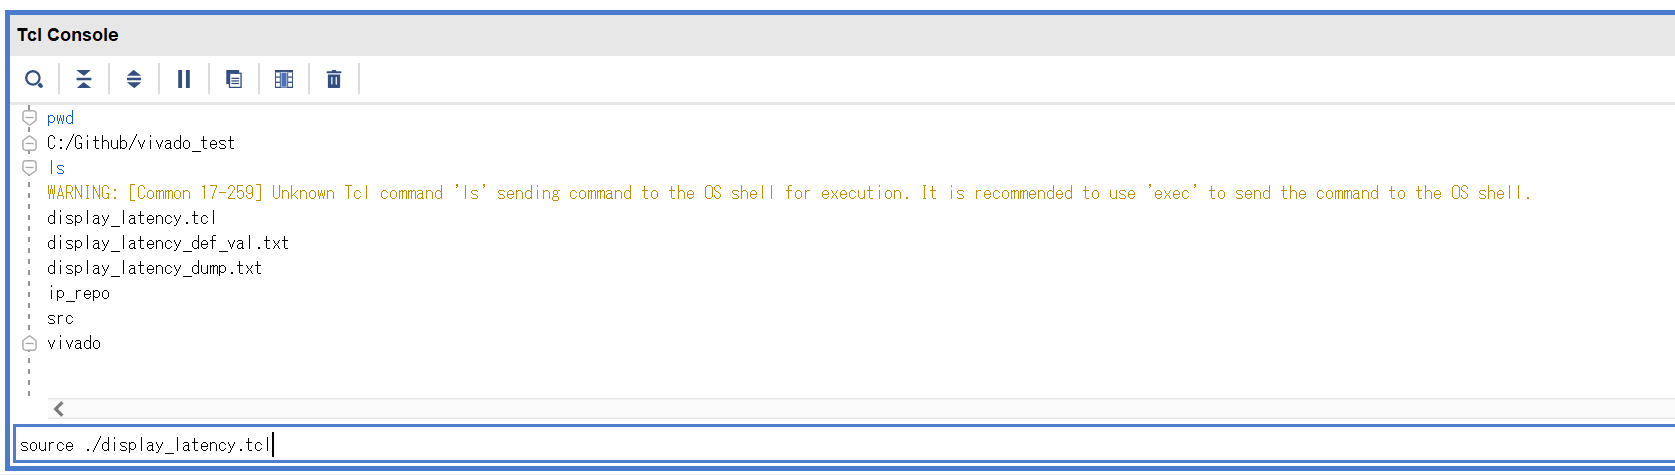 Tcl Console
pwd
C:/Github/vivado_test
ls
WARNING: [Common 17-259] Unknown Tcl command 'ls' sending command to the OS shell for execution. It is recommended to use 'exec' to send the command to the OS shell.
display_latency.tcl
display_latency_def_val.txt
display_latency_dump.txt
ip_repo
src
vivado
source ./display_latency.tcl